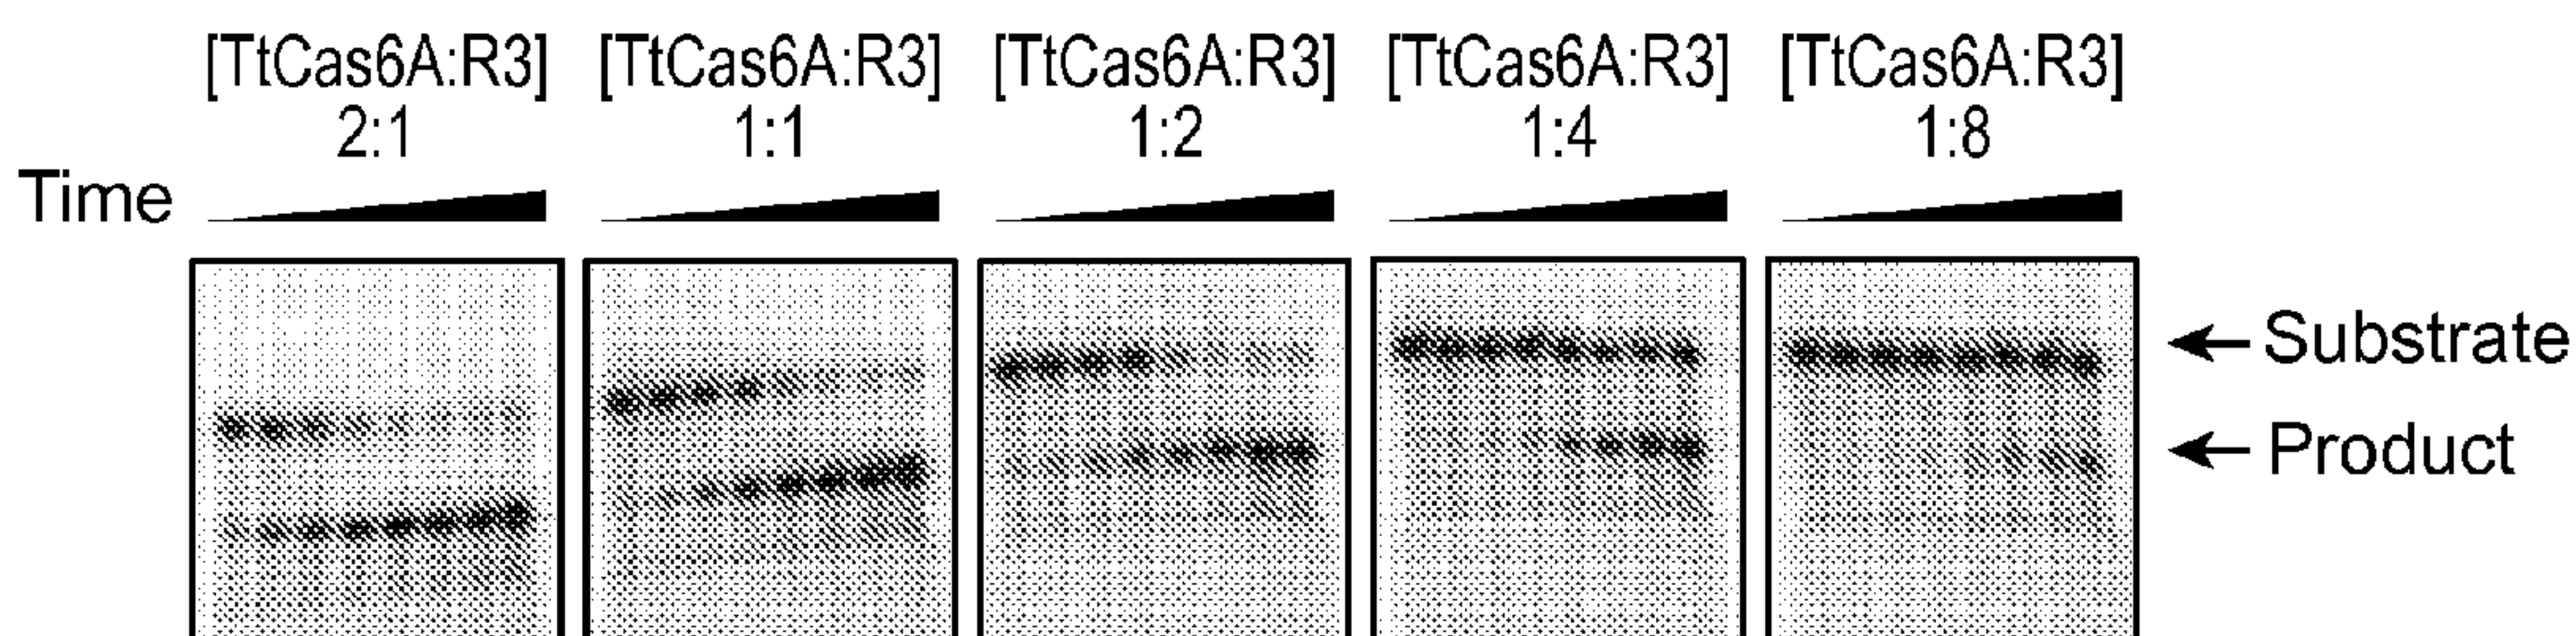 [TtCas6A:R3] [TtCas6A:R3] [TtCas6A:R3] [TtCas6A:R3] [TtCas6A:R3]
2:1 1:1 1:2 1:4 1:8
Time
Substrate
Product